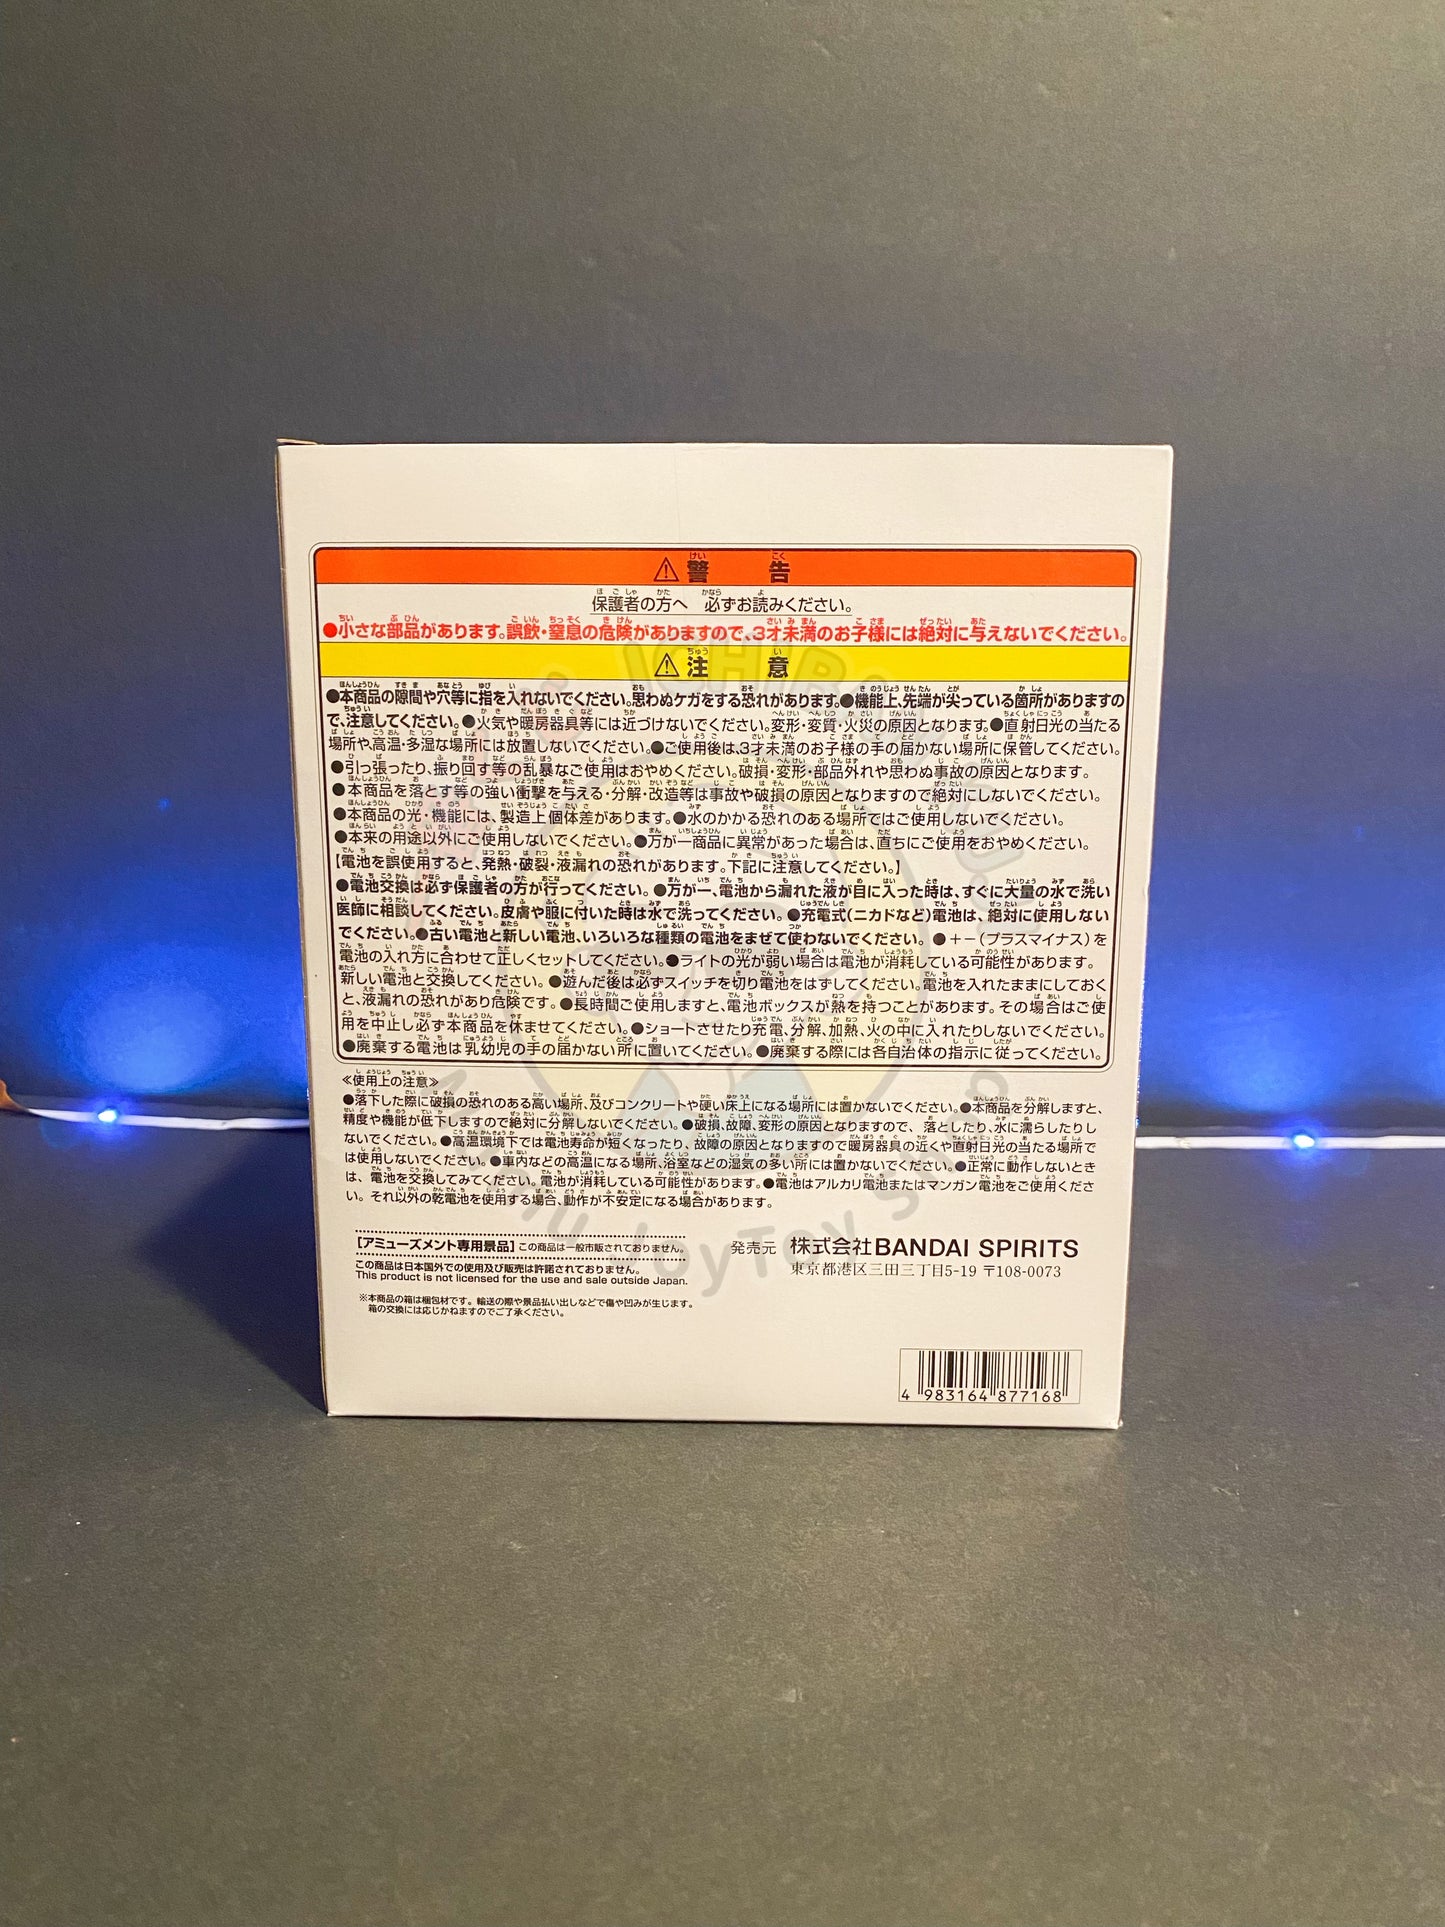 ⚠警告
保護者の方へ 必ずお読みください。
●小さな部品があります。誤飲・窒息の危険がありますので、3才未満のお子様には絶対に与えないでください。
⚠注意
●本商品の隙間や穴等に指を入れないでください。思わぬケガをする恐れがあります。●機能上、先端が尖っている箇所がありますの
で、注意してください。●火気や暖房器具等には近づけないでください。変形・変質・火災の原因となります。●直射日光の当たる
場所や、高温・多湿な場所には放置しないでください。●ご使用後は、3才未満のお子様の手の届かない場所に保管してください。
●引っ張ったり、振り回す等の乱暴なご使用はおやめください。破損・変形・部品外れや思わぬ事故の原因となります。
●本商品を落とす等の強い衝撃を与える・分解・改造等は事故や破損の原因となりますので絶対にしないでください。
●本商品の光・機能には、製造上個体差があります。●水のかかる恐れのある場所ではご使用しないでください。
●本来の用途以外にご使用しないでください。●万が一商品に異常があった場合は、直ちにご使用をおやめください。
【電池を誤使用すると、発熱・破裂・液漏れの恐れがあります。下記に注意してください。】
●電池交換は必ず保護者の方が行ってください。●万が一、電池から漏れた液が目に入った時は、すぐに大量の水で洗い
医師に相談してください。皮膚や服に付いた時は水で洗ってください。●充電式(ニカドなど)電池は、絶対に使用しない
でください。●古い電池と新しい電池、いろいろな種類の電池をまぜて使わないでください。●＋－(プラスマイナス)を
電池の入れ方に合わせて正しくセットしてください。●ライトの光が弱い場合は電池が消耗している可能性があります。
新しい電池と交換してください。●遊んだ後は必ずスイッチを切り電池をはずしてください。電池を入れたままにしておく
と、液漏れの恐れがあり危険です。●長時間ご使用しますと、電池ボックスが熱を持つことがあります。その場合はご使
用を中止し必ず本商品を休ませてください。●ショートさせたり充電、分解、加熱、火の中に入れたりしないでください。
●廃棄する電池は乳幼児の手の届かない所に置いてください。●廃棄する際には各自治体の指示に従ってください。
≪使用上の注意≫
●落下した際に破損の恐れのある高い場所、及びコンクリートや硬い床上になる場所には置かないでください。●本商品を分解しますと、
精度や機能が低下しますので絶対に分解しないでください。●破損、故障、変形の原因となりますので、落としたり、水に濡らしたりし
ないでください。●高温環境下では電池寿命が短くなったり、故障の原因となりますので暖房器具の近くや直射日光の当たる場所で
は使用しないでください。●車内などの高温になる場所、浴室などの湿気の多い所には置かないでください。●正常に動作しないとき
は、電池を交換してみてください。電池が消耗している可能性があります。●電池はアルカリ電池またはマンガン電池をご使用くださ
い。それ以外の乾電池を使用する場合、動作が不安定になる場合があります。
[アミューズメント専用景品]この商品は一般市販されておりません。
この商品は日本国外での使用及び販売は許諾されておりません。
This product is not licensed for the use and sale outside Japan.
※本商品の箱は梱包材です。輸送の際や景品払い出しなどで傷や凹みが生じます。
箱の交換には応じかねますのでご了承ください。
発売元 株式会社BANDAI SPIRITS
東京都港区三田三丁目5-19 〒108-0073
4 983164 877168